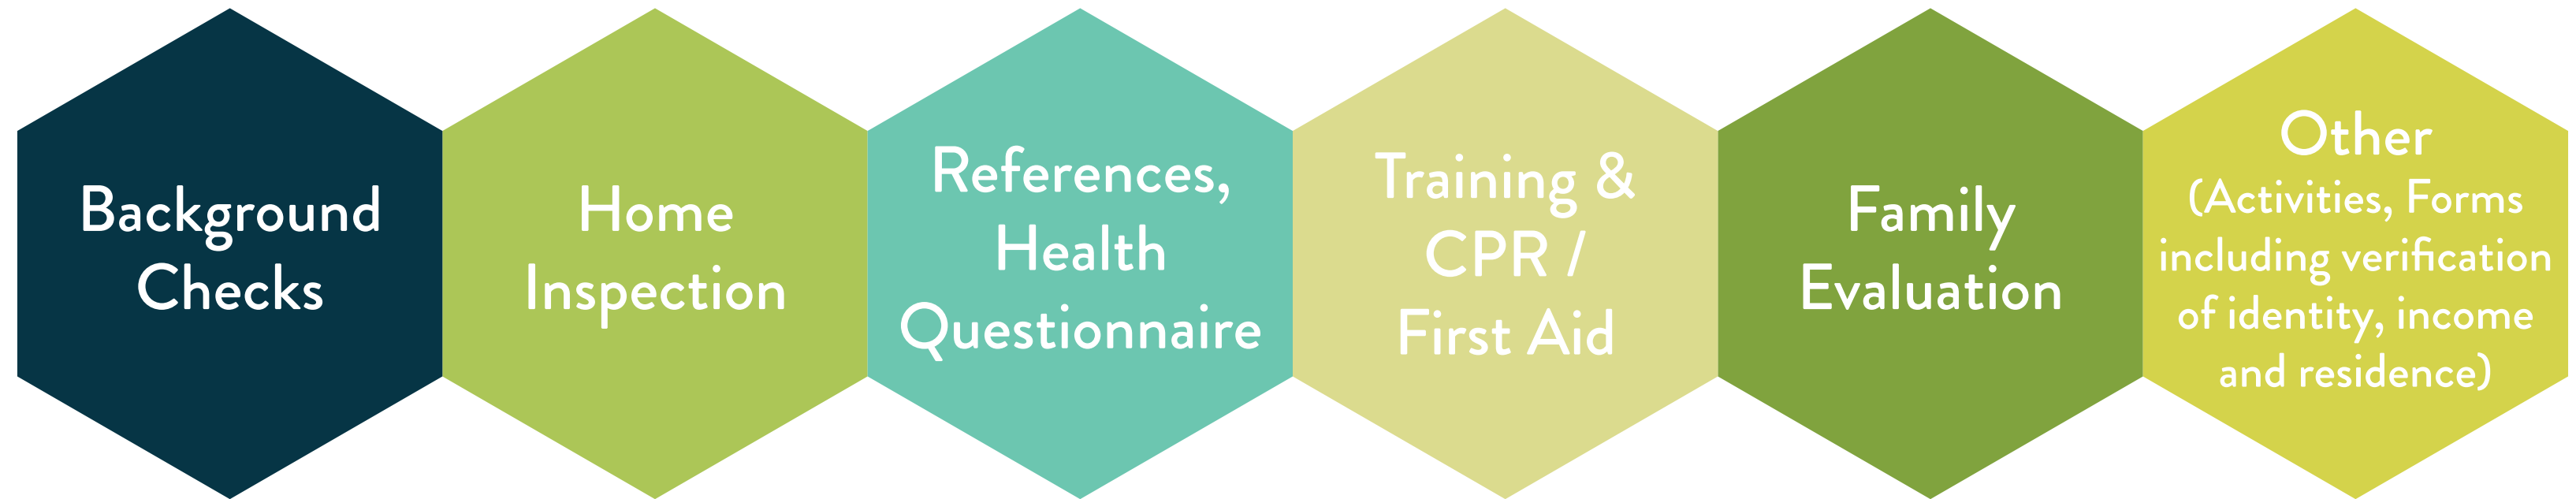 Background
Checks
Home
Inspection
References,
Health
Questionnaire
Training &
CPR /
First Aid
Family
Evaluation
Other
(Activities, Forms
including verification
of identity, income
and residence)